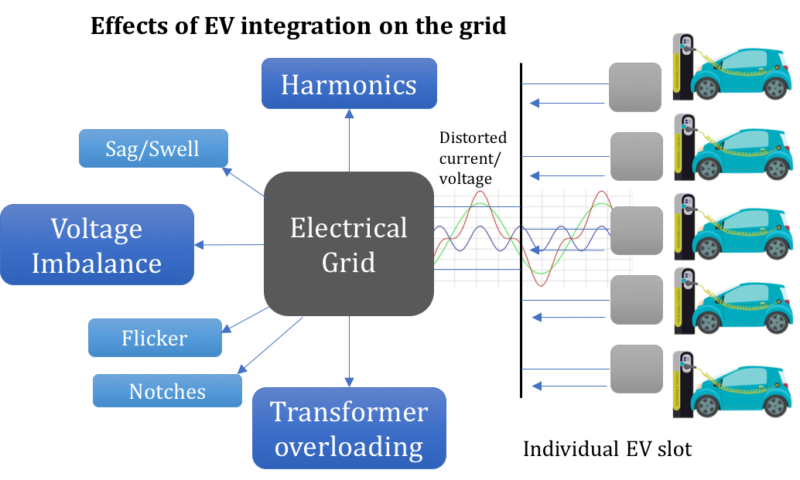 Effects of EV integration on the grid
Harmonics
Sag/Swell
Distorted
current/
voltage
Voltage
Imbalance
Electrical
Grid
Flicker
Notches
Transformer
overloading
Individual EV slot